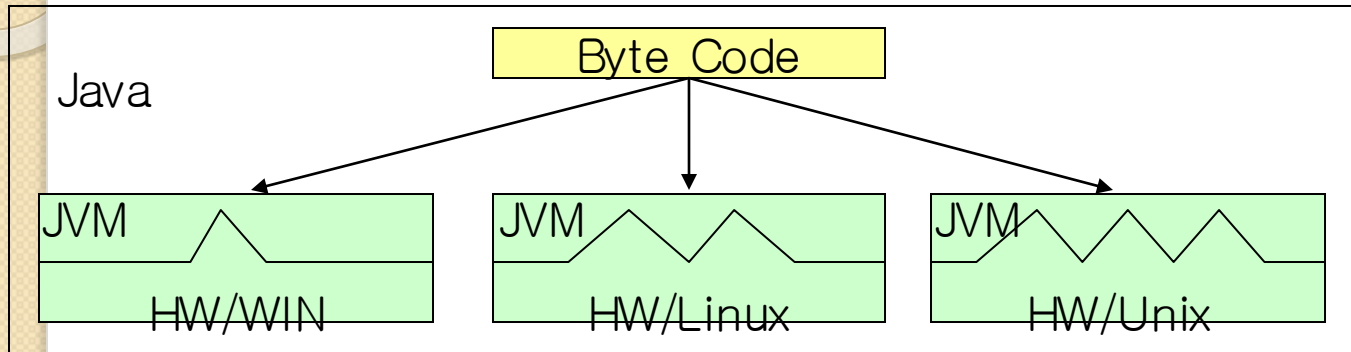 Byte Code
Java
JVM
JVM
JVM
HW/WIN
HW/Linux
HW/Unix